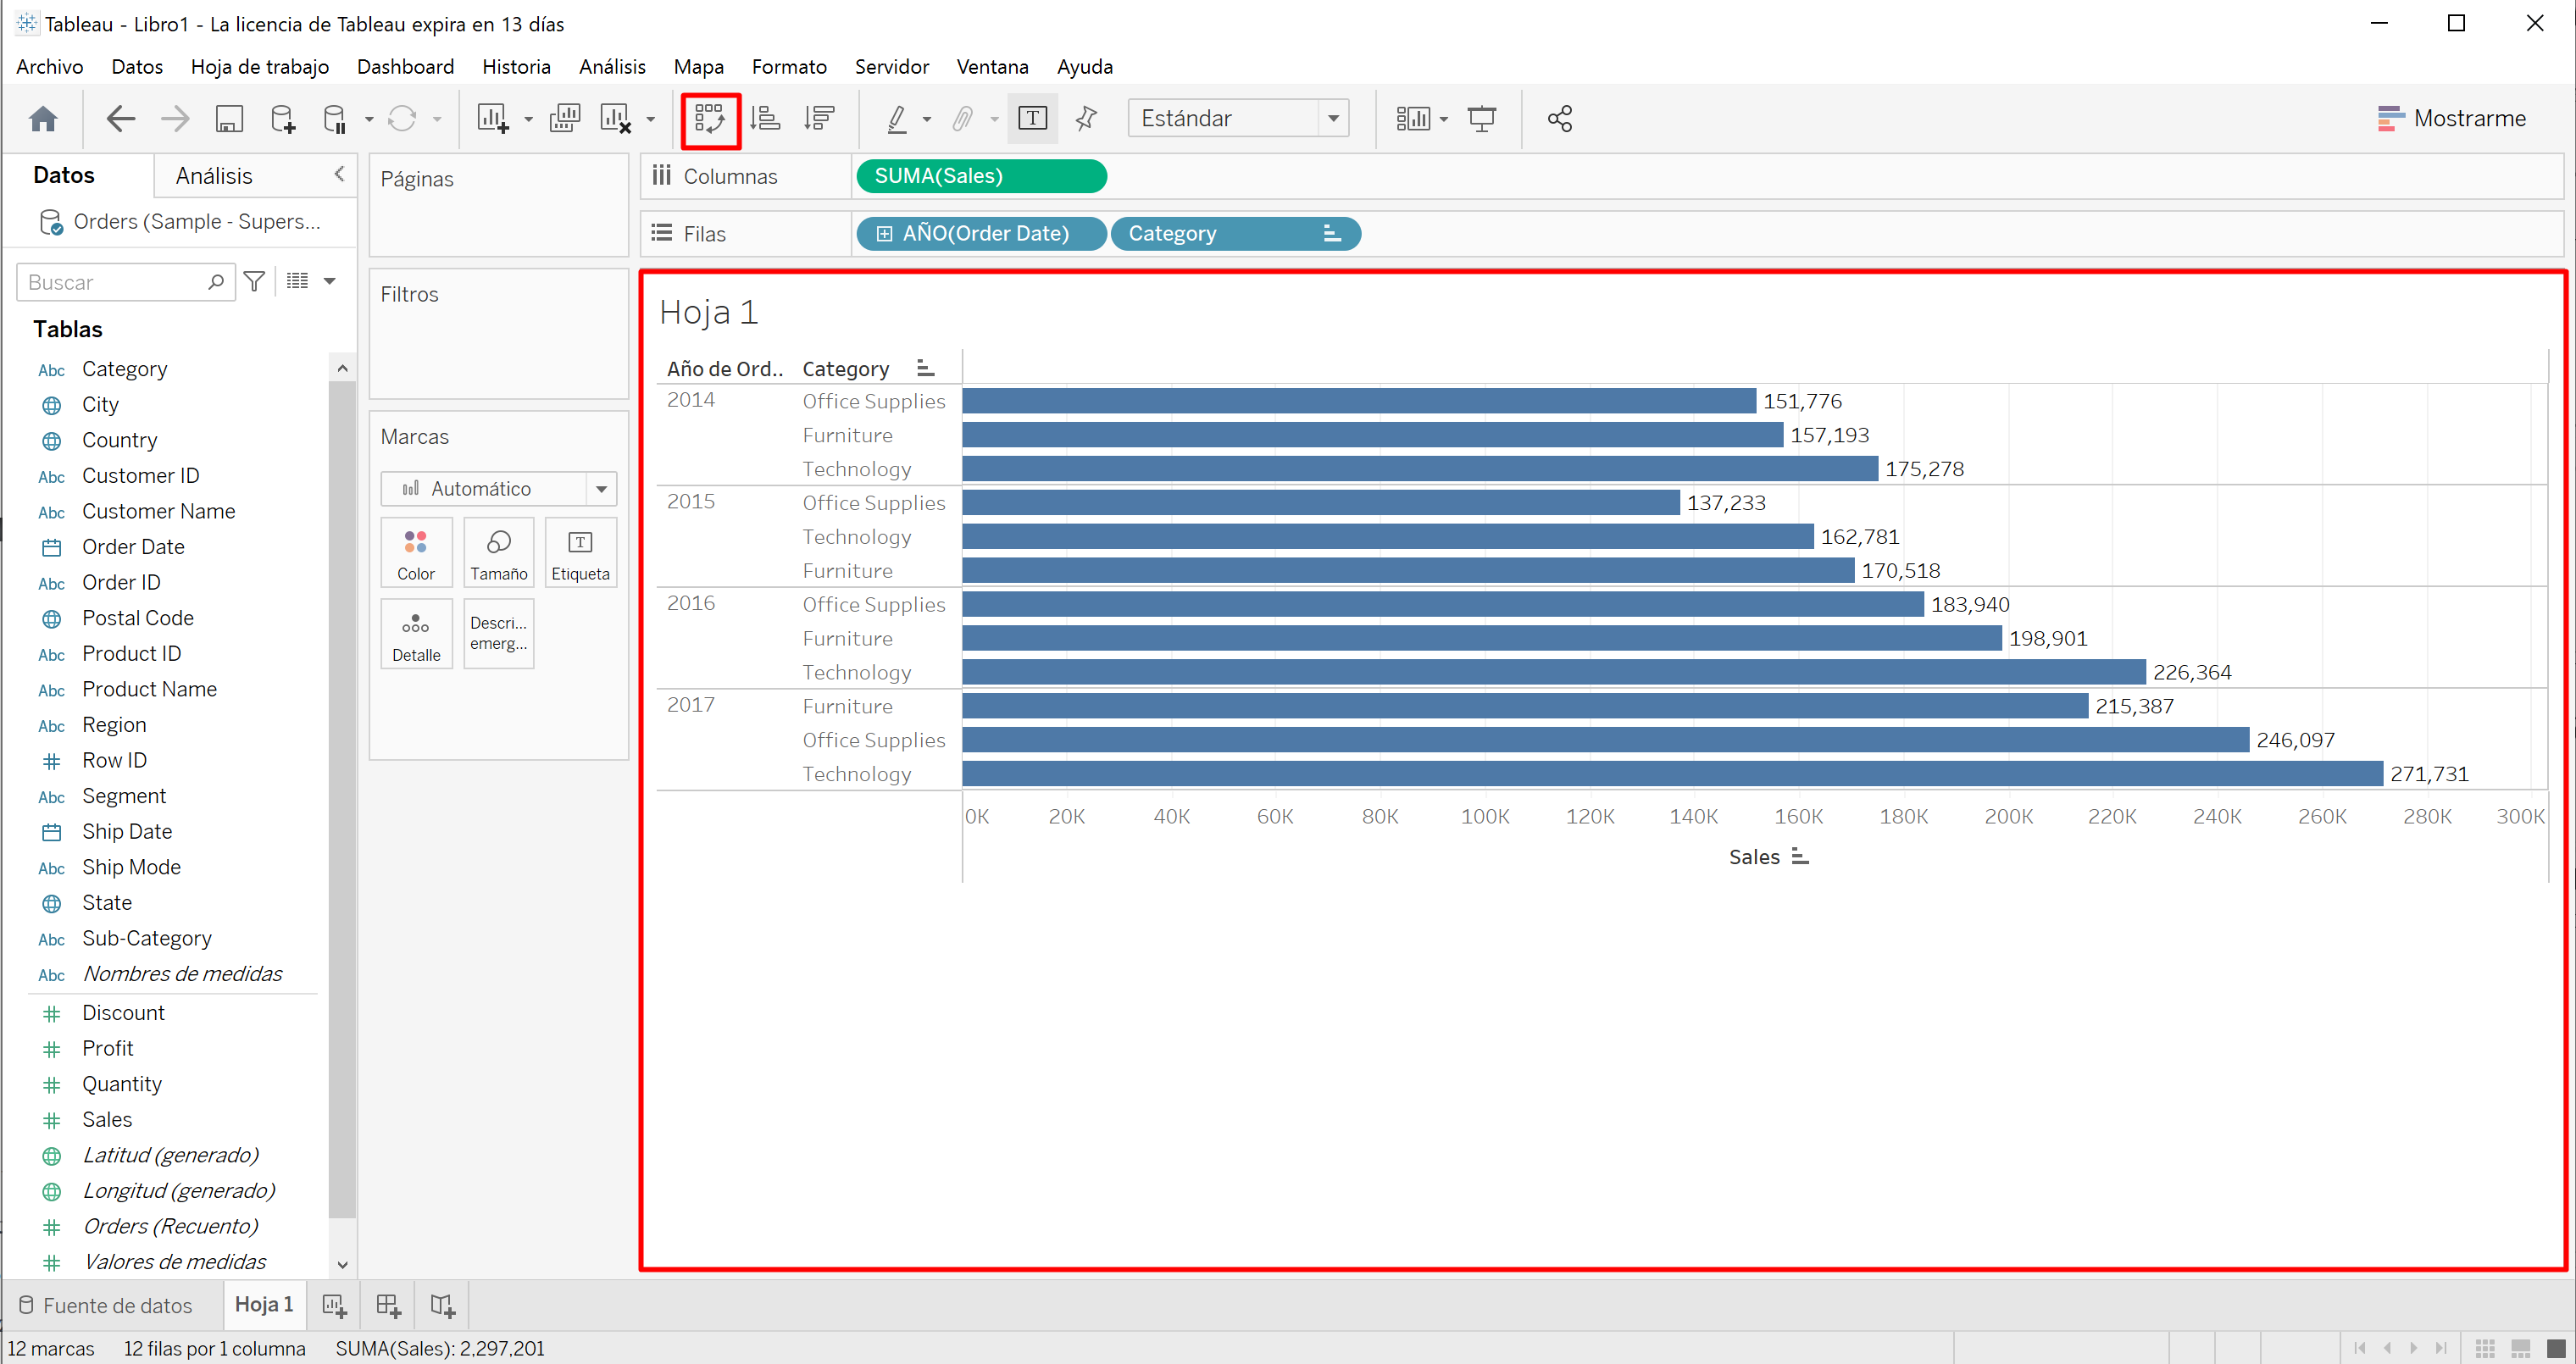 Tableau - Libro1 - La licencia de Tableau expira en 13 días
Archivo Datos Hoja de trabajo Dashboard Historia Análisis Mapa Formato Servidor Ventana Ayuda
T Estándar Mostrarme
Datos Análisis
Orders (Sample - Supers...
Buscar
Tablas
Abc Category
City
Country
Abc Customer ID
Abc Customer Name
Order Date
Abc Order ID
Postal Code
Abc Product ID
Abc Product Name
Abc Region
Row ID
Abc Segment
Ship Date
Abc Ship Mode
State
Abc Sub-Category
Abc Nombres de medidas
Discount
Profit
Quantity
Sales
Latitud (generado)
Longitud (generado)
Orders (Recuento)
Valores de medidas
Páginas
Filtros
Marcas
Automático
Color Tamaño T Etiqueta
Detalle Descri...
emerg...
Columnas SUMA(Sales)
Filas AÑO(Order Date) Category
Hoja 1
Año de Ord.. Category
2014 Office Supplies 151,776
Furniture 157,193
Technology 175,278
2015 Office Supplies 137,233
Technology 162,781
Furniture 170,518
2016 Office Supplies 183,940
Furniture 198,901
Technology 226,364
2017 Furniture 215,387
Office Supplies 246,097
Technology 271,731
0K 20K 40K 60K 80K 100K 120K 140K 160K 180K 200K 220K 240K 260K 280K 300K
Sales
Fuente de datos Hoja 1
12 marcas 12 filas por 1 columna SUMA(Sales): 2,297,201